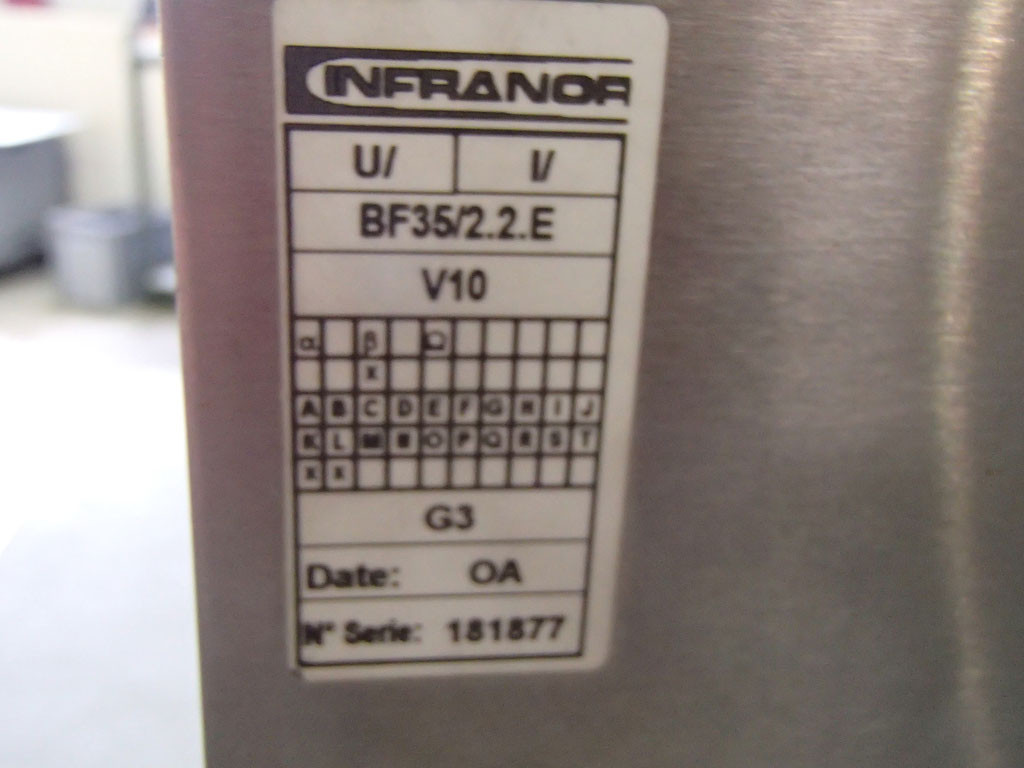 INFRANOR
U/ I/
BF35/2.2.E
V10
α β Ω
x
A B C D E F G H I J
K L M N O P Q R S T
X X
G3
Date: OA
N° Serie: 181877